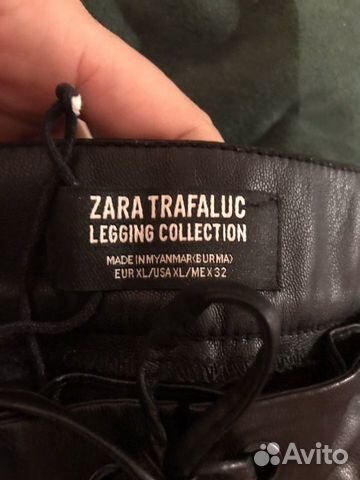 ZARA TRAFALUC
LEGGING COLLECTION
MADE IN MYANMAR(BURMA)
EUR XL/USA XL/MEX 32
Avito